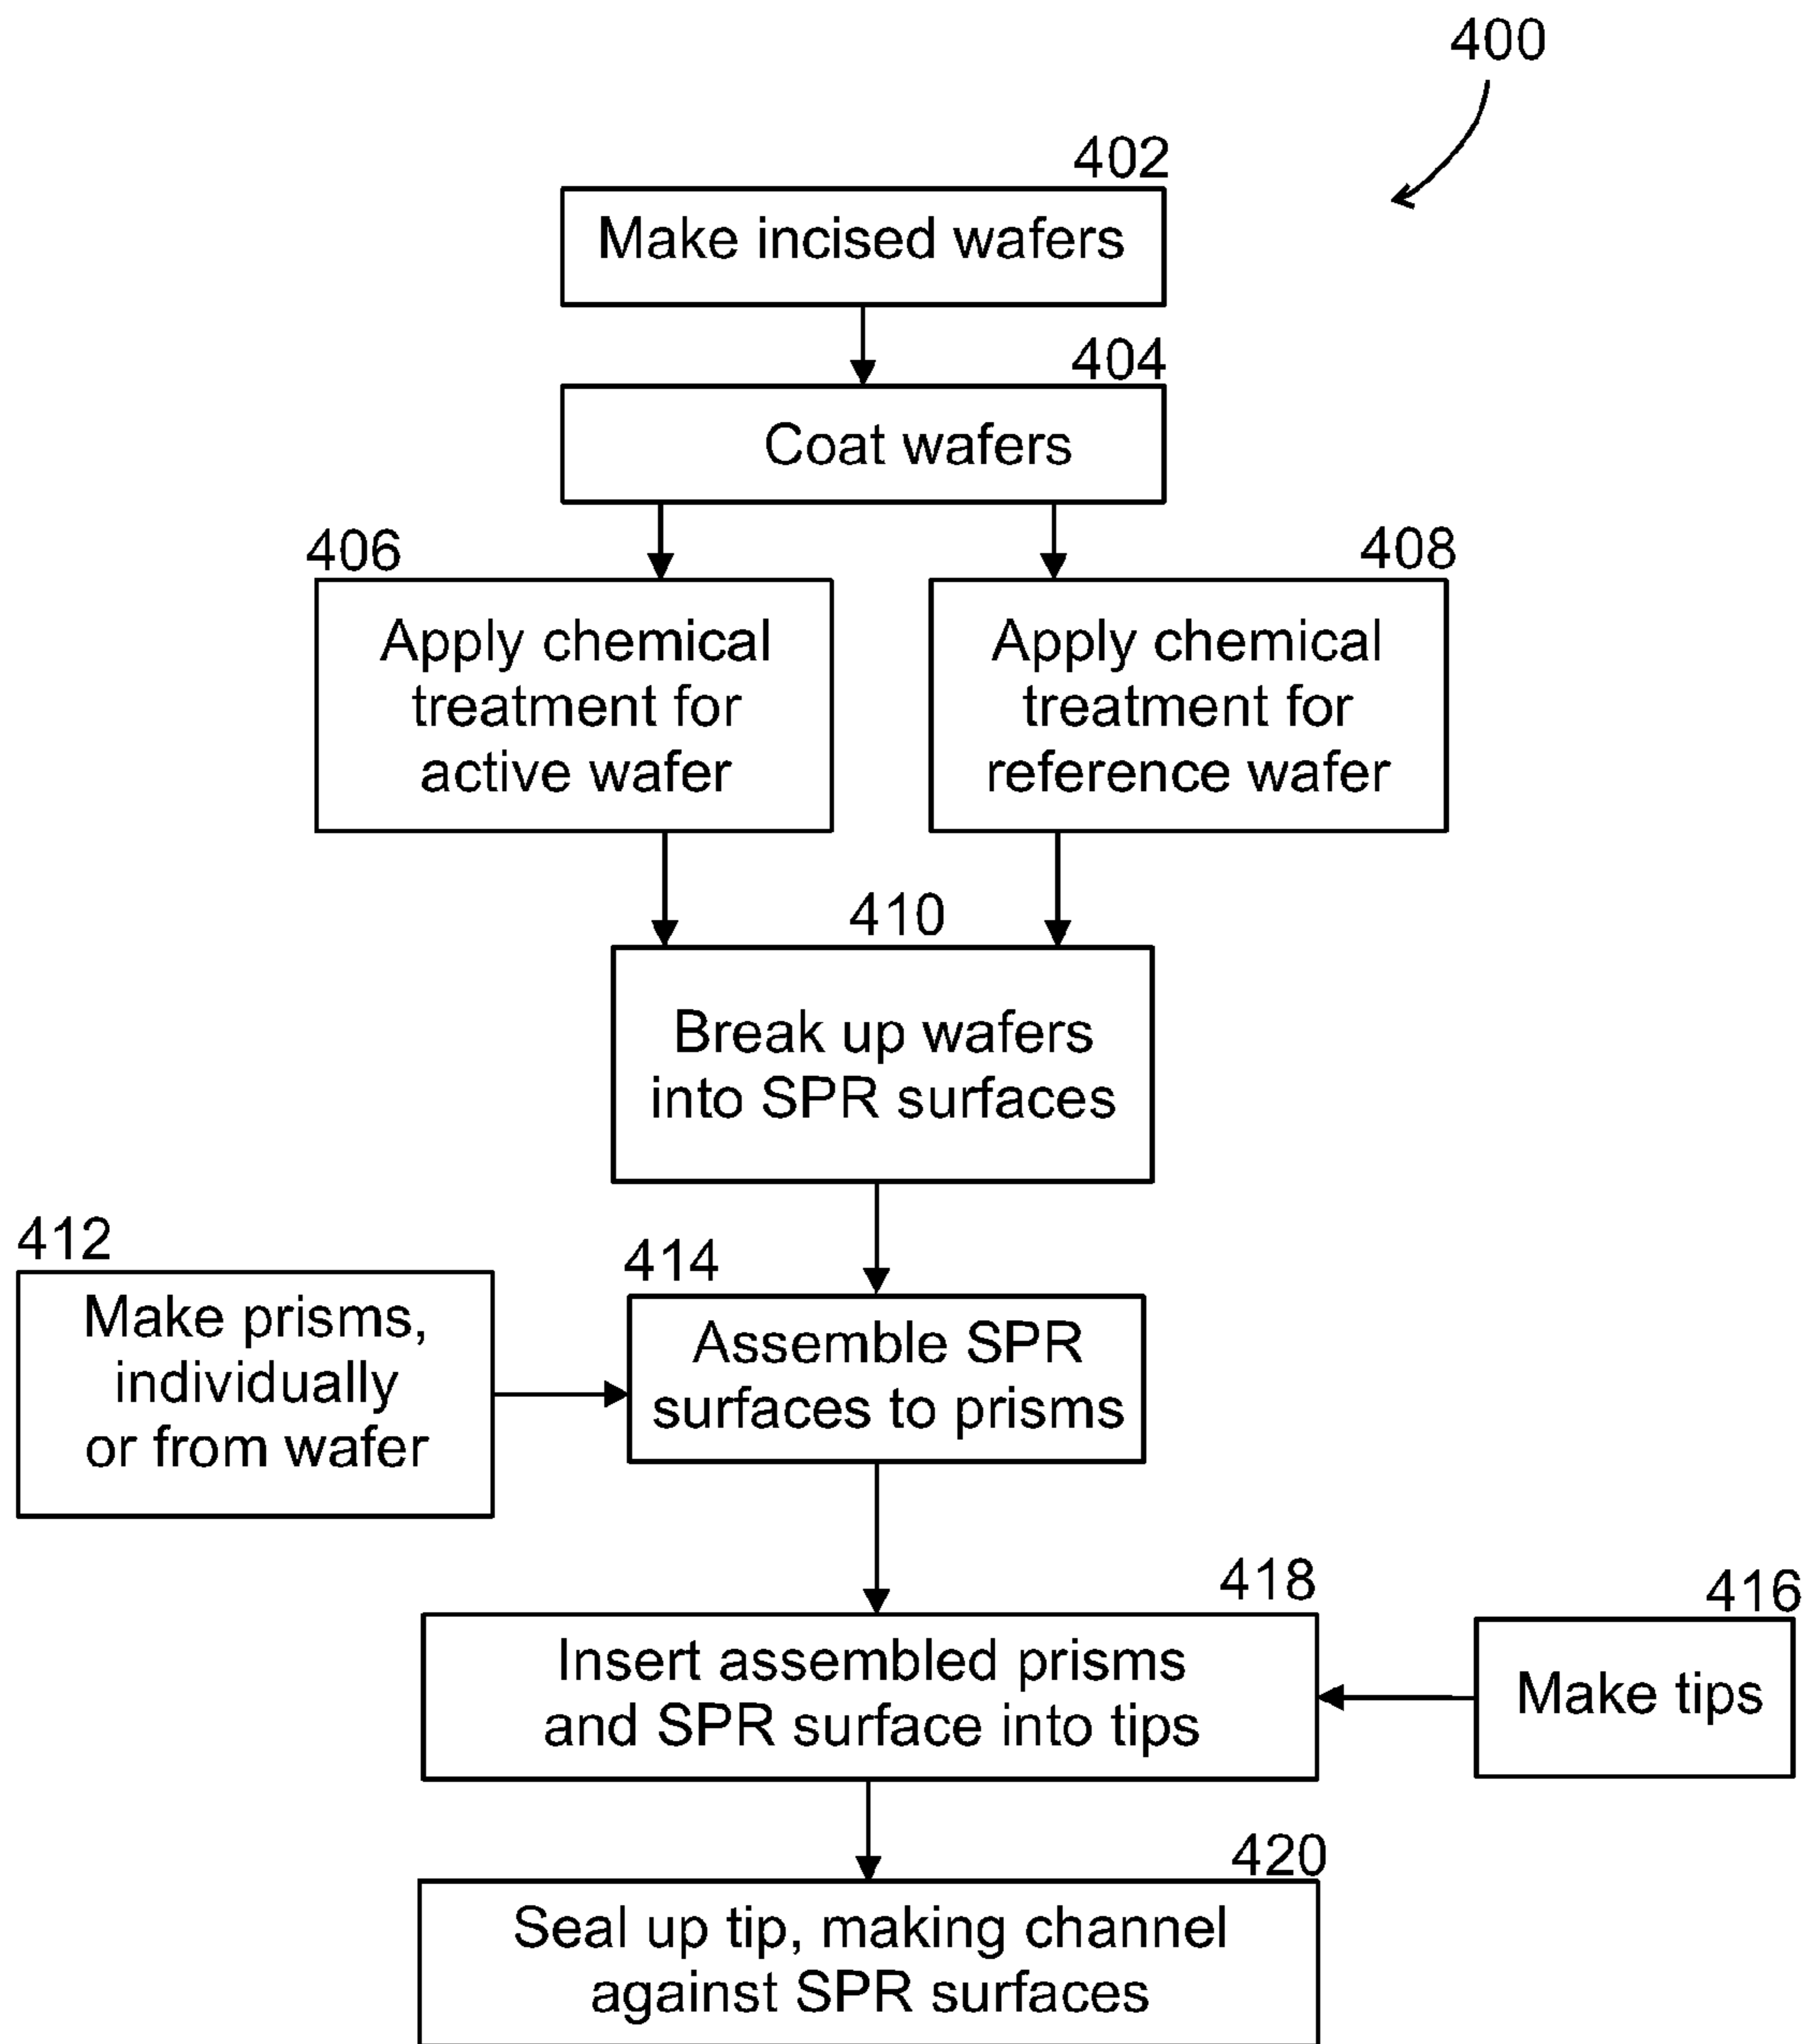 400
402
Make incised wafers
404
Coat wafers
406
Apply chemical
treatment for
active wafer
408
Apply chemical
treatment for
reference wafer
410
Break up wafers
into SPR surfaces
412
Make prisms,
individually
or from wafer
414
Assemble SPR
surfaces to prisms
418
Insert assembled prisms
and SPR surface into tips
416
Make tips
420
Seal up tip, making channel
against SPR surfaces